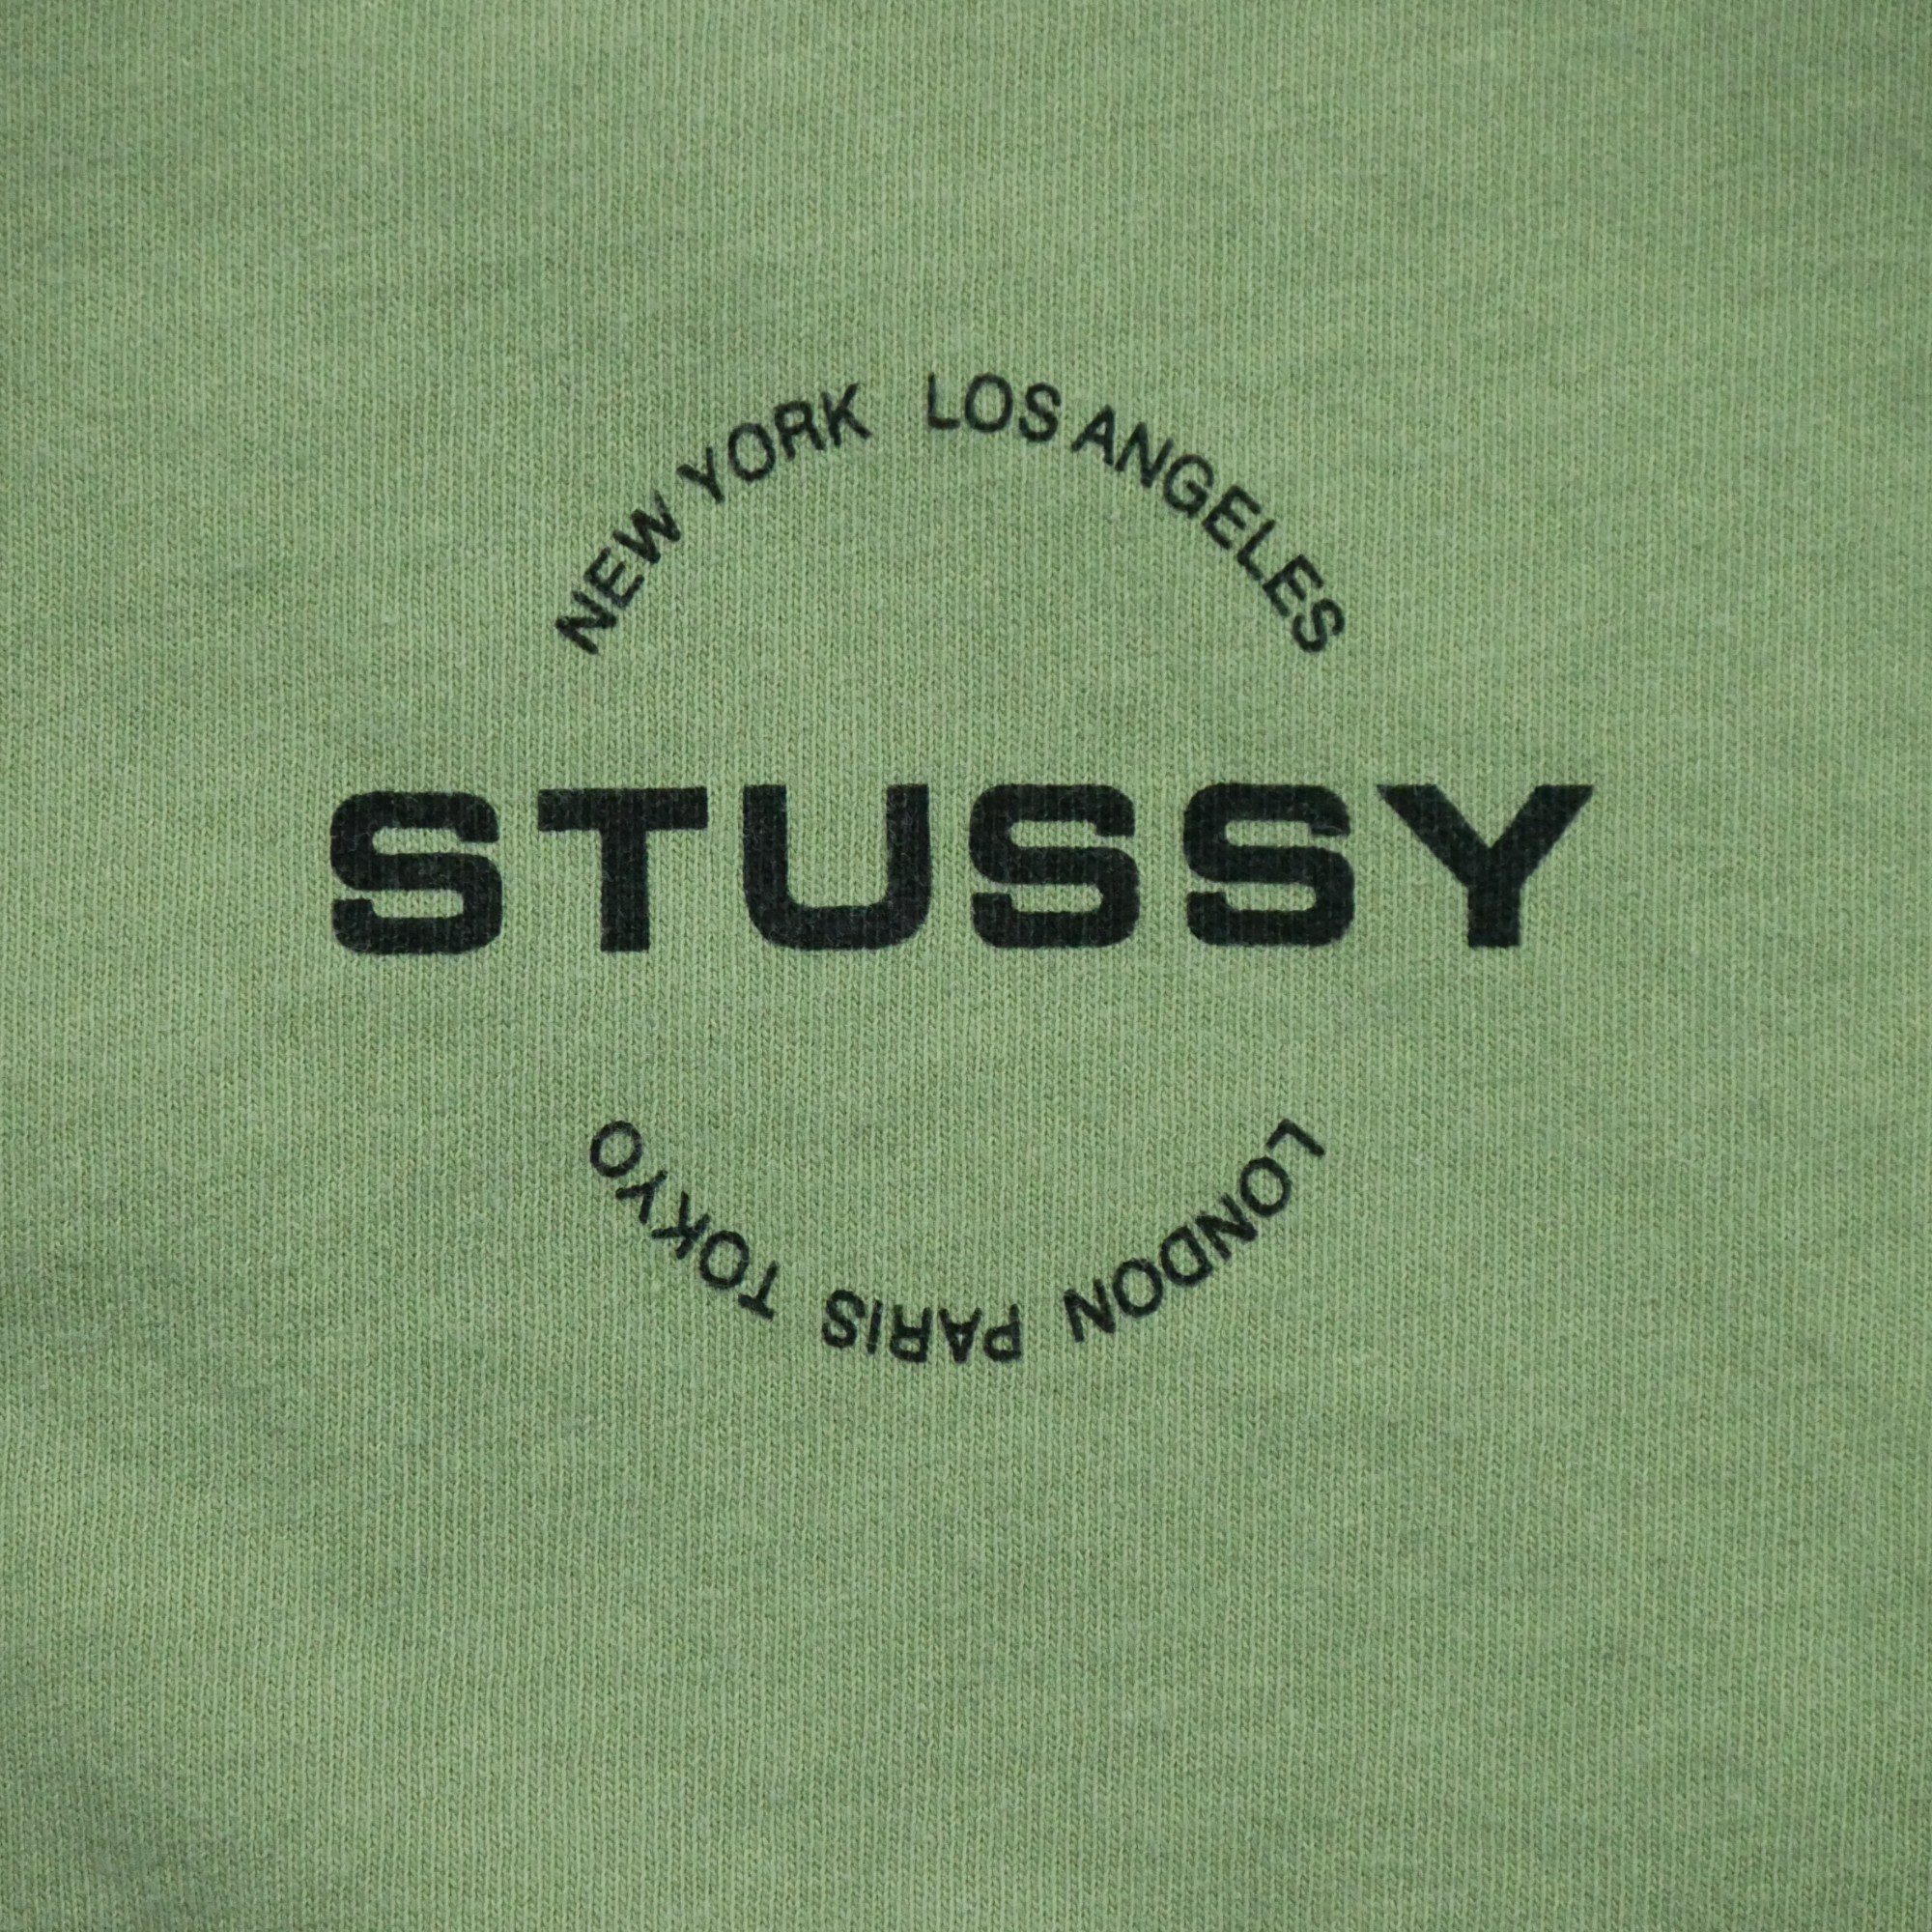 NEW YORK LOS ANGELES
STUSSY
LONDON PARIS TOKYO